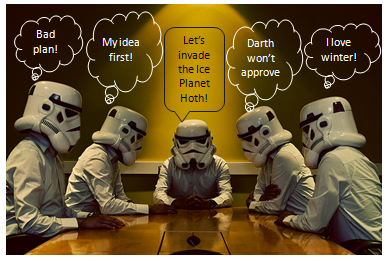 Bad
plan!
My idea
first!
Let's
invade
the Ice
Planet
Hoth!
Darth
won't
approve
I love
winter!